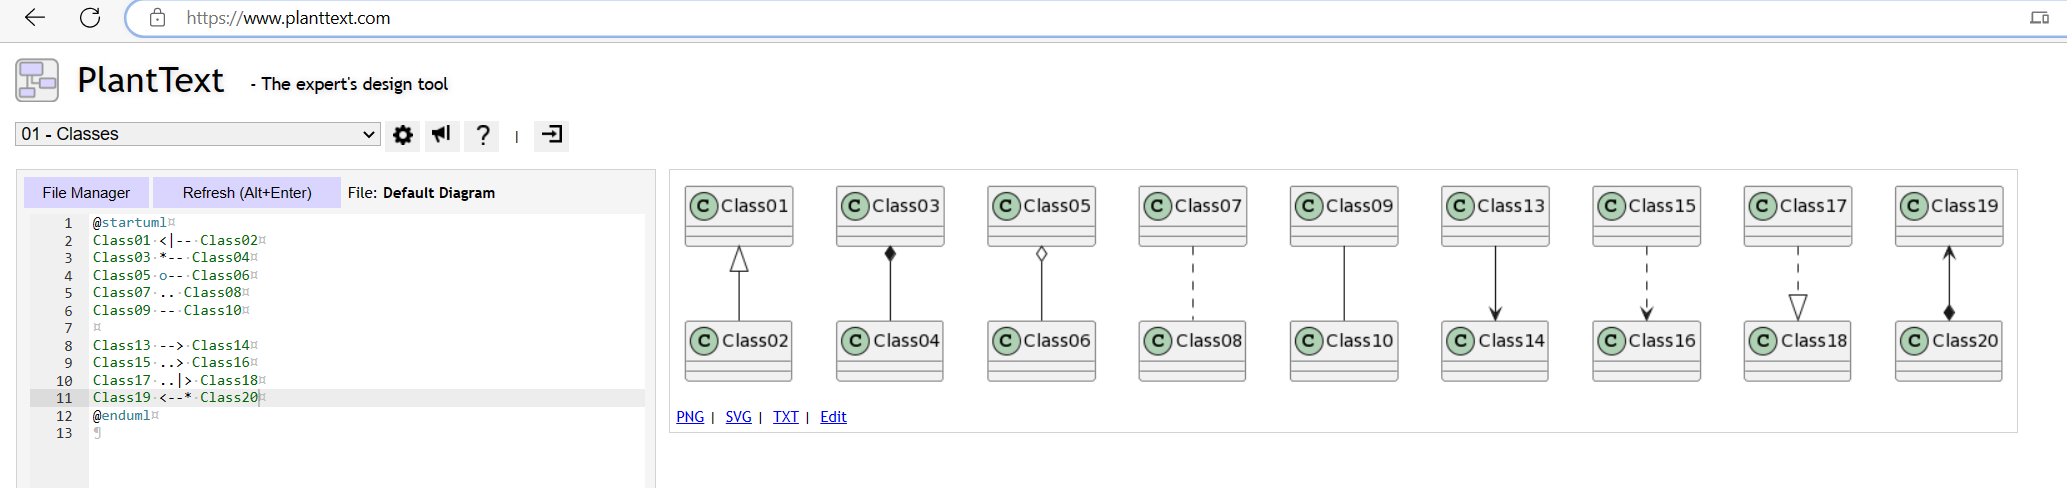 https://www.planttext.com
PlantText - The expert's design tool
01 - Classes
?
|
File Manager Refresh (Alt+Enter) File: Default Diagram
1 @startuml¤
2 Class01·<|--·Class02¤
3 Class03·*--·Class04¤
4 Class05·o--·Class06¤
5 Class07·..·Class08¤
6 Class09·--·Class10¤
7 ¤
8 Class13·-->·Class14¤
9 Class15·..>·Class16¤
10 Class17·..|>·Class18¤
11 Class19·<--*·Class20¤
12 @enduml¤
13 ¶
C Class01 C Class03 C Class05 C Class07 C Class09 C Class13 C Class15 C Class17 C Class19
C Class02 C Class04 C Class06 C Class08 C Class10 C Class14 C Class16 C Class18 C Class20
PNG | SVG | TXT | Edit